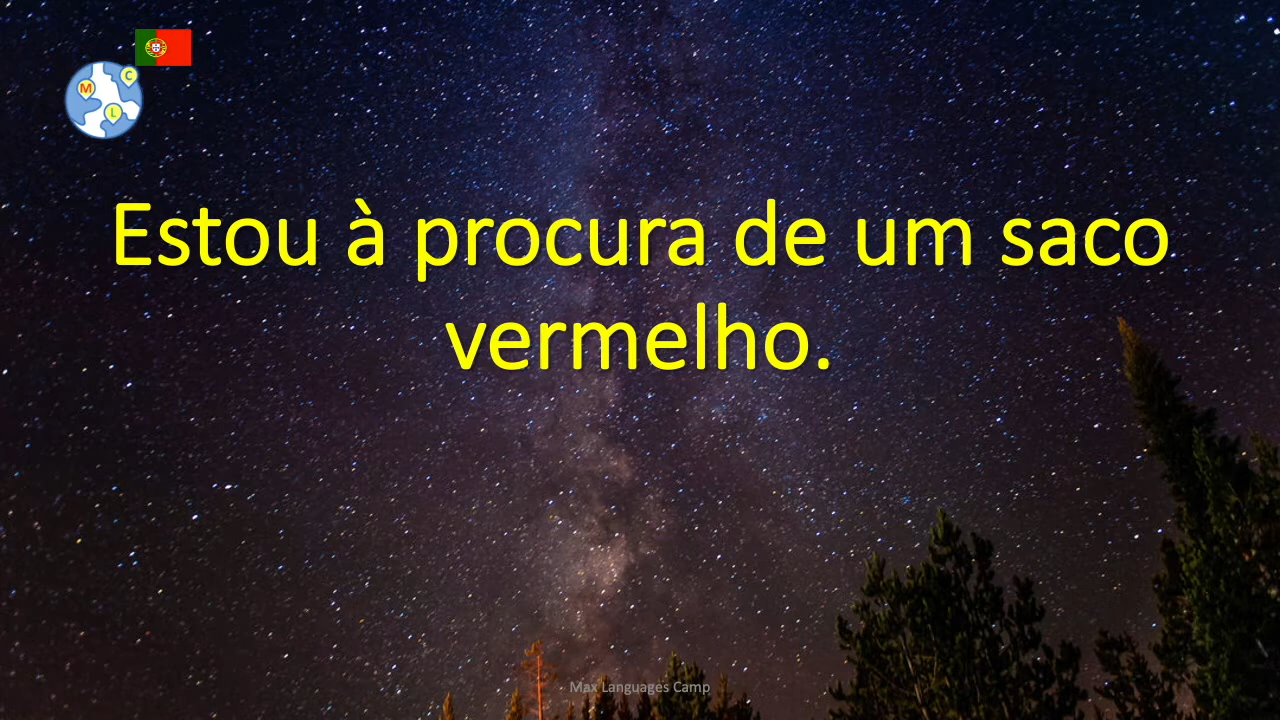 C
M
L
Estou à procura de um saco
vermelho.
Max Languages Camp